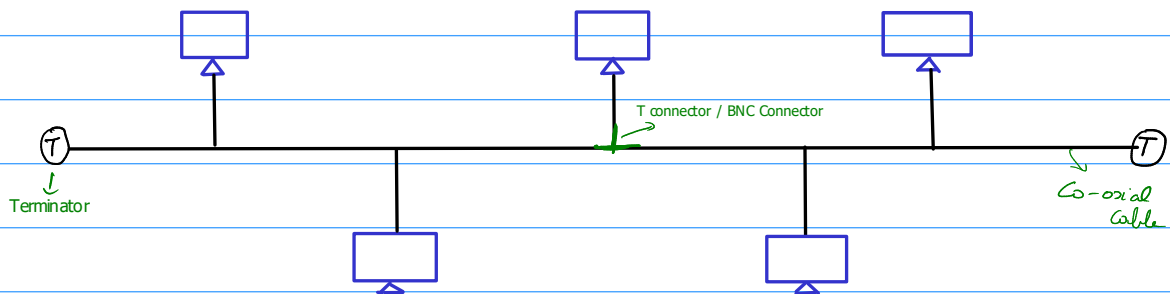 T connector / BNC Connector
T
T
Terminator
Co-oxial
Cable